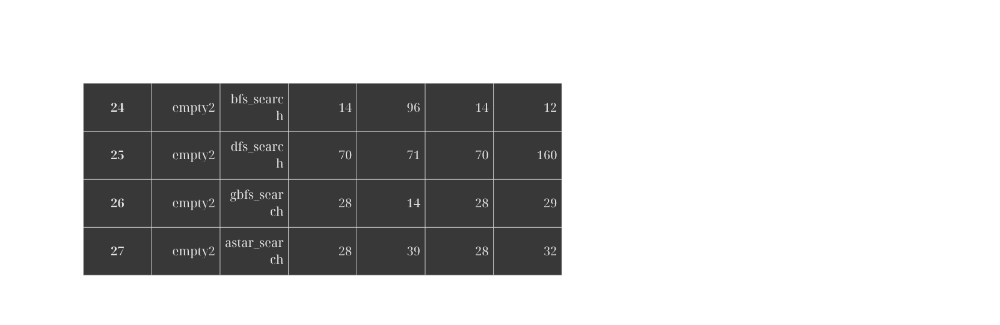 24 empty2 bfs_searc
h 14 96 14 12
25 empty2 dfs_searc
h 70 71 70 160
26 empty2 gbfs_sear
ch 28 14 28 29
27 empty2 astar_sear
ch 28 39 28 32